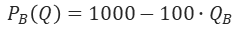 P_B(Q) = 1000 − 100 · Q_B